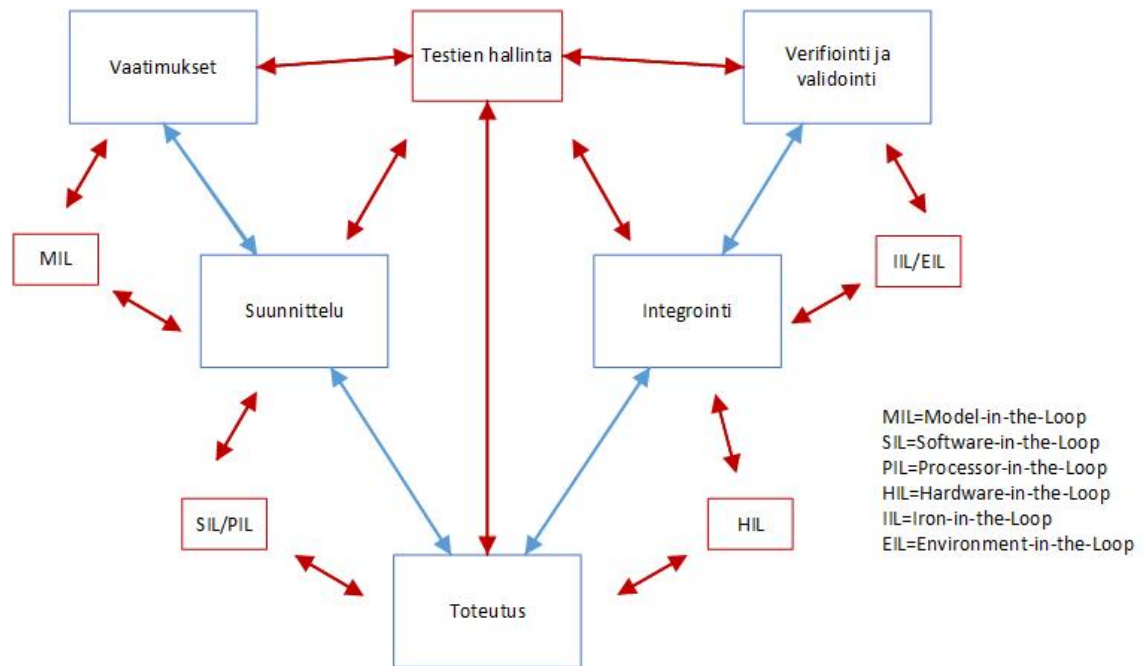 Vaatimukset
Testien hallinta
Verifiointi ja
validointi
MIL
IIL/EIL
Suunnittelu
Integrointi
SIL/PIL
HIL
Toteutus
MIL=Model-in-the-Loop
SIL=Software-in-the-Loop
PIL=Processor-in-the-Loop
HIL=Hardware-in-the-Loop
IIL=Iron-in-the-Loop
EIL=Environment-in-the-Loop